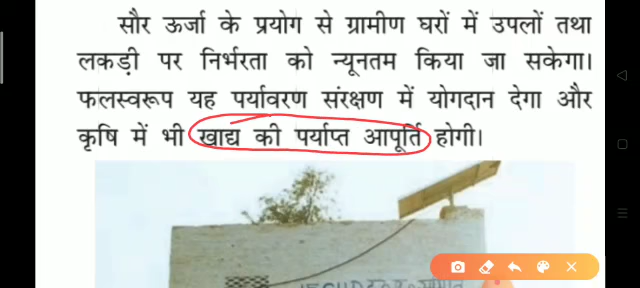 सौर ऊर्जा के प्रयोग से ग्रामीण घरों में उपलों तथा
लकड़ी पर निर्भरता को न्यूनतम किया जा सकेगा।
फलस्वरूप यह पर्यावरण संरक्षण में योगदान देगा और
कृषि में भी खाद्य की पर्याप्त आपूर्ति होगी।